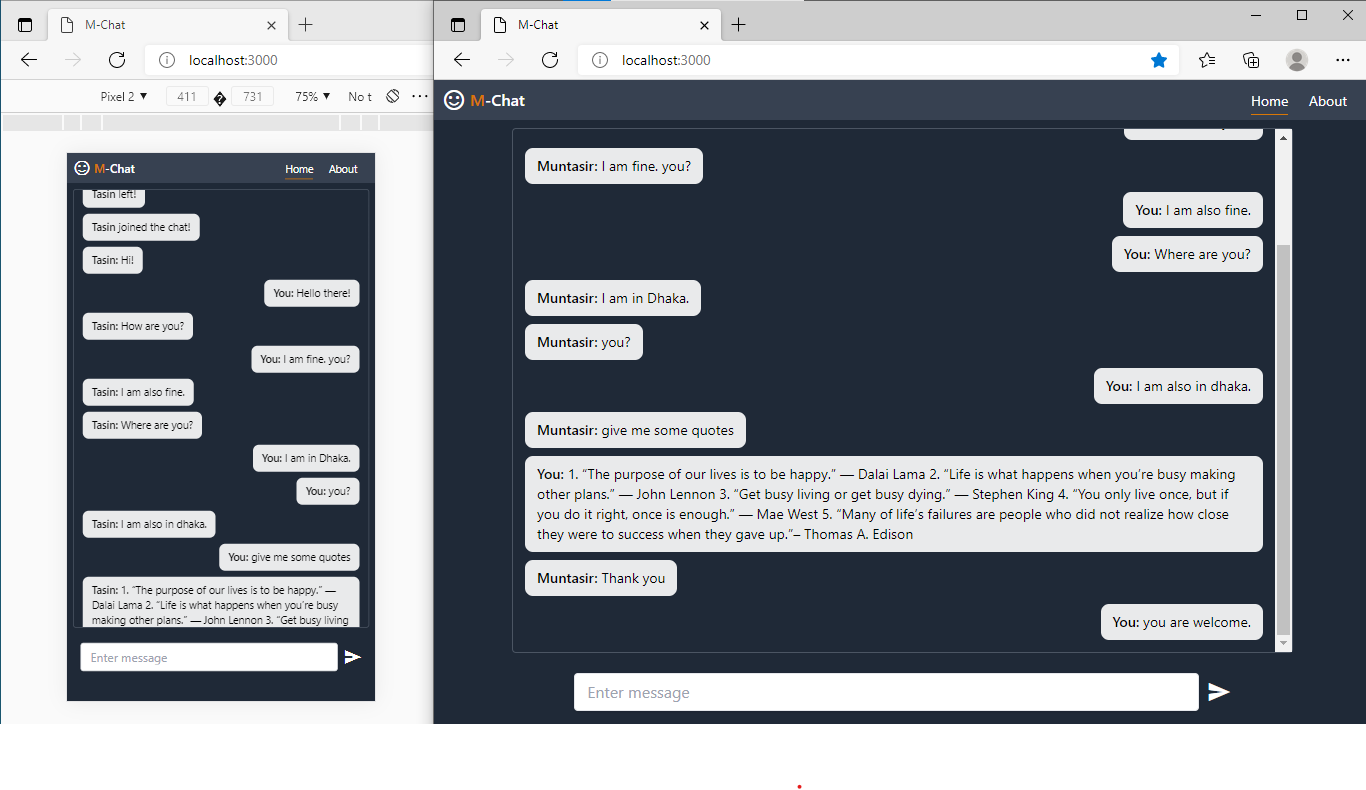 M-Chat
localhost:3000
Pixel 2
411
731
75%
No t
M-Chat
Home
About
Tasin left!
Tasin joined the chat!
Tasin: Hi!
You: Hello there!
Tasin: How are you?
You: I am fine. you?
Tasin: I am also fine.
Tasin: Where are you?
You: I am in Dhaka.
You: you?
Tasin: I am also in dhaka.
You: give me some quotes
Tasin: 1. “The purpose of our lives is to be happy.” —
Dalai Lama 2. “Life is what happens when you’re busy
making other plans.” — John Lennon 3. “Get busy living
Enter message
M-Chat
localhost:3000
M-Chat
Home
About
Muntasir: I am fine. you?
You: I am also fine.
You: Where are you?
Muntasir: I am in Dhaka.
Muntasir: you?
You: I am also in dhaka.
Muntasir: give me some quotes
You: 1. “The purpose of our lives is to be happy.” — Dalai Lama 2. “Life is what happens when you’re busy making
other plans.” — John Lennon 3. “Get busy living or get busy dying.” — Stephen King 4. “You only live once, but if
you do it right, once is enough.” — Mae West 5. “Many of life’s failures are people who did not realize how close
they were to success when they gave up.”– Thomas A. Edison
Muntasir: Thank you
You: you are welcome.
Enter message